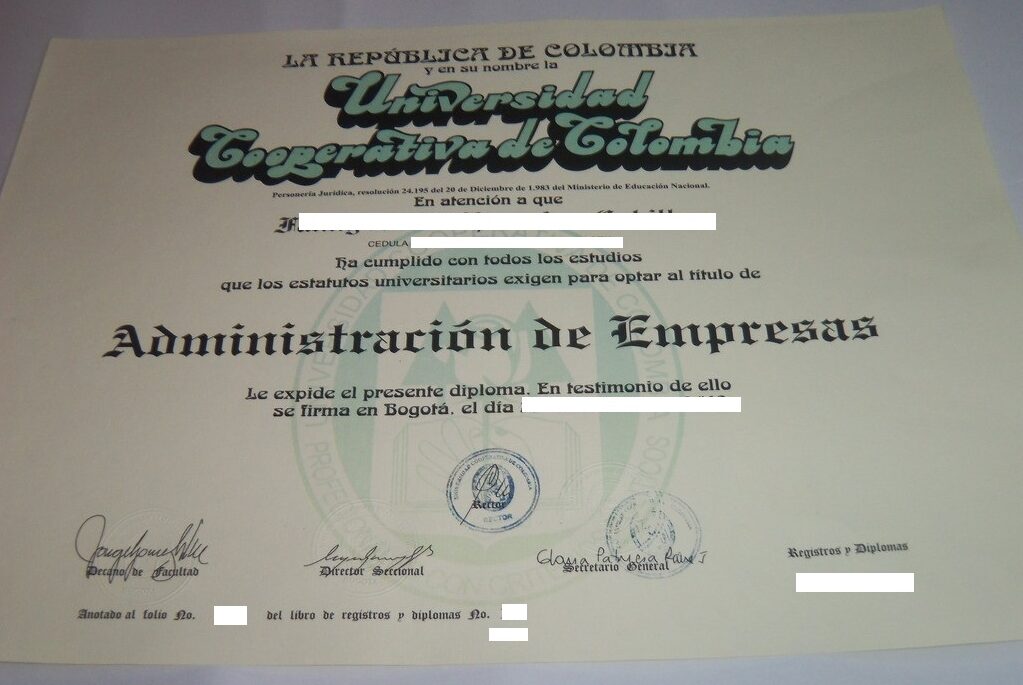 LA REPÚBLICA DE COLOMBIA
y en su nombre la
Universidad
Cooperativa de Colombia
Personería Jurídica, resolución 24.195 del 20 de Diciembre de 1.983 del Ministerio de Educación Nacional.
En atención a que
CEDULA
Ha cumplido con todos los estudios
que los estatutos universitarios exigen para optar al título de
Administración de Empresas
Le expide el presente diploma. En testimonio de ello
se firma en Bogotá, el día
Rector
RECTOR
Decano de Facultad
Director Seccional
Secretario General
Registros y Diplomas
Anotado al folio No. del libro de registros y diplomas No.